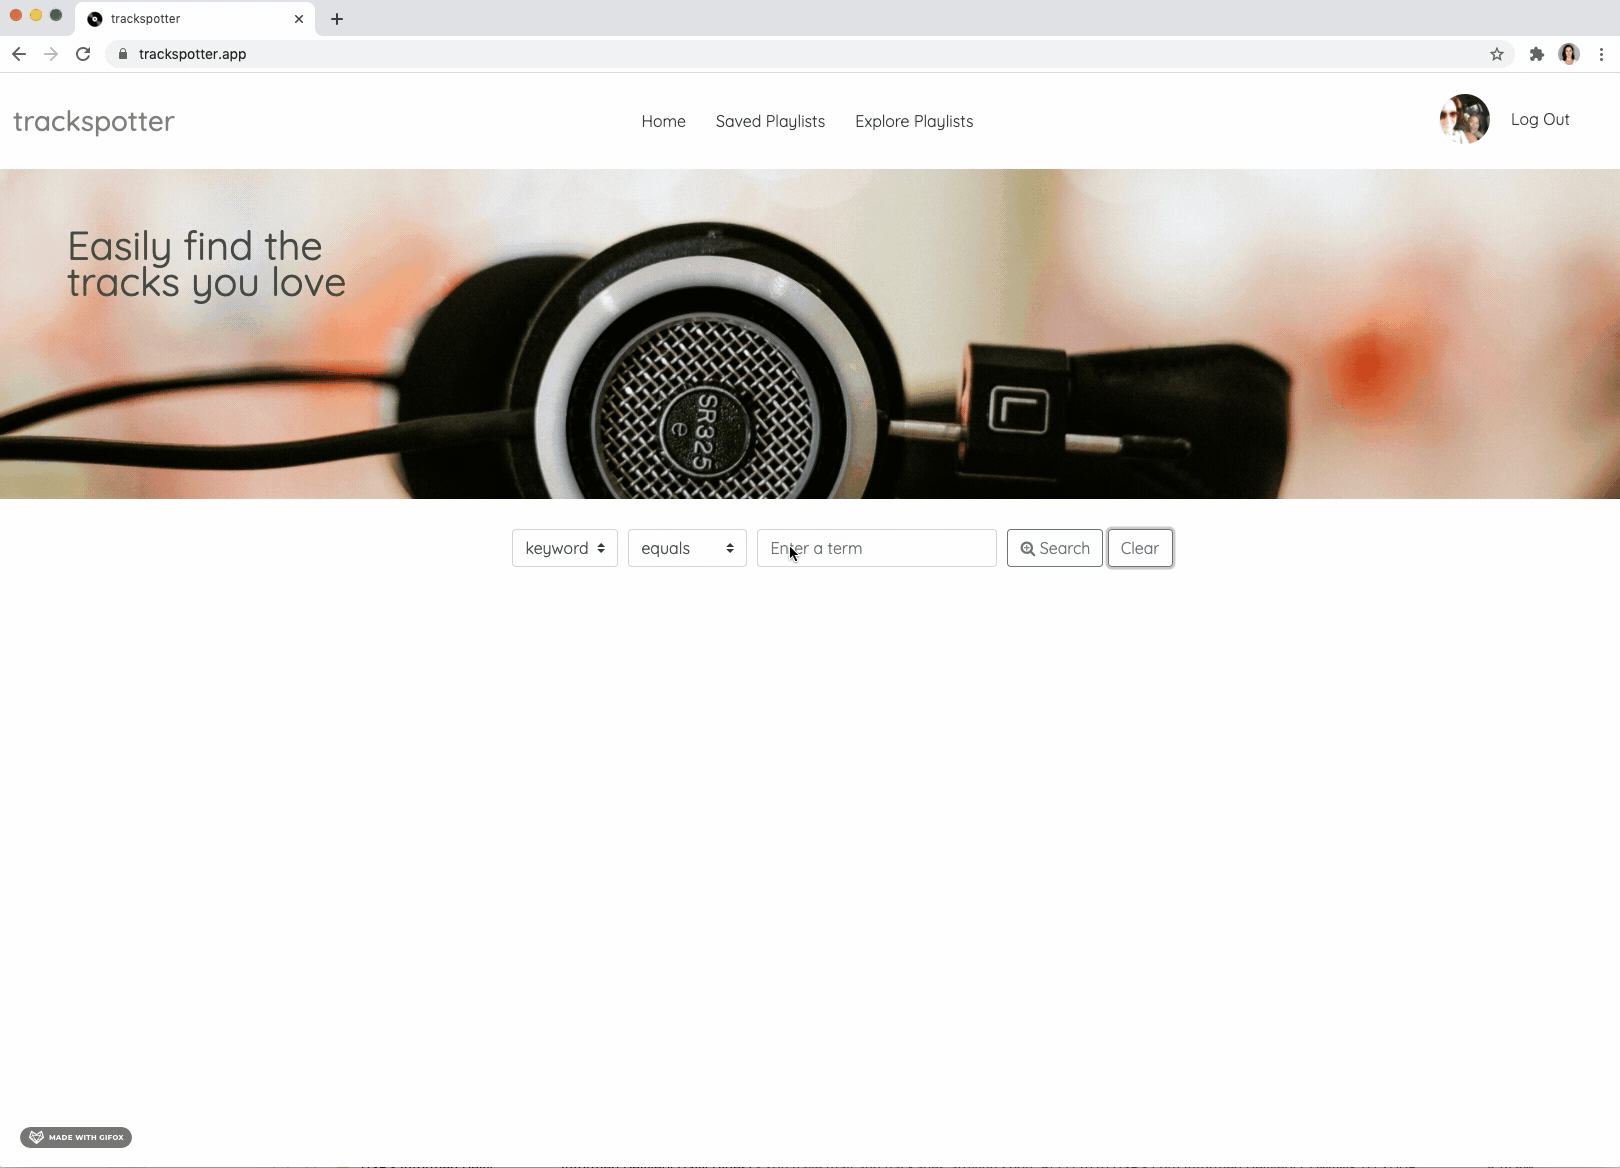 trackspotter
trackspotter.app
trackspotter
Home
Saved Playlists
Explore Playlists
Log Out
Easily find the
tracks you love
SR325
e
L
keyword
equals
Enter a term
Search
Clear
MADE WITH GIFOX